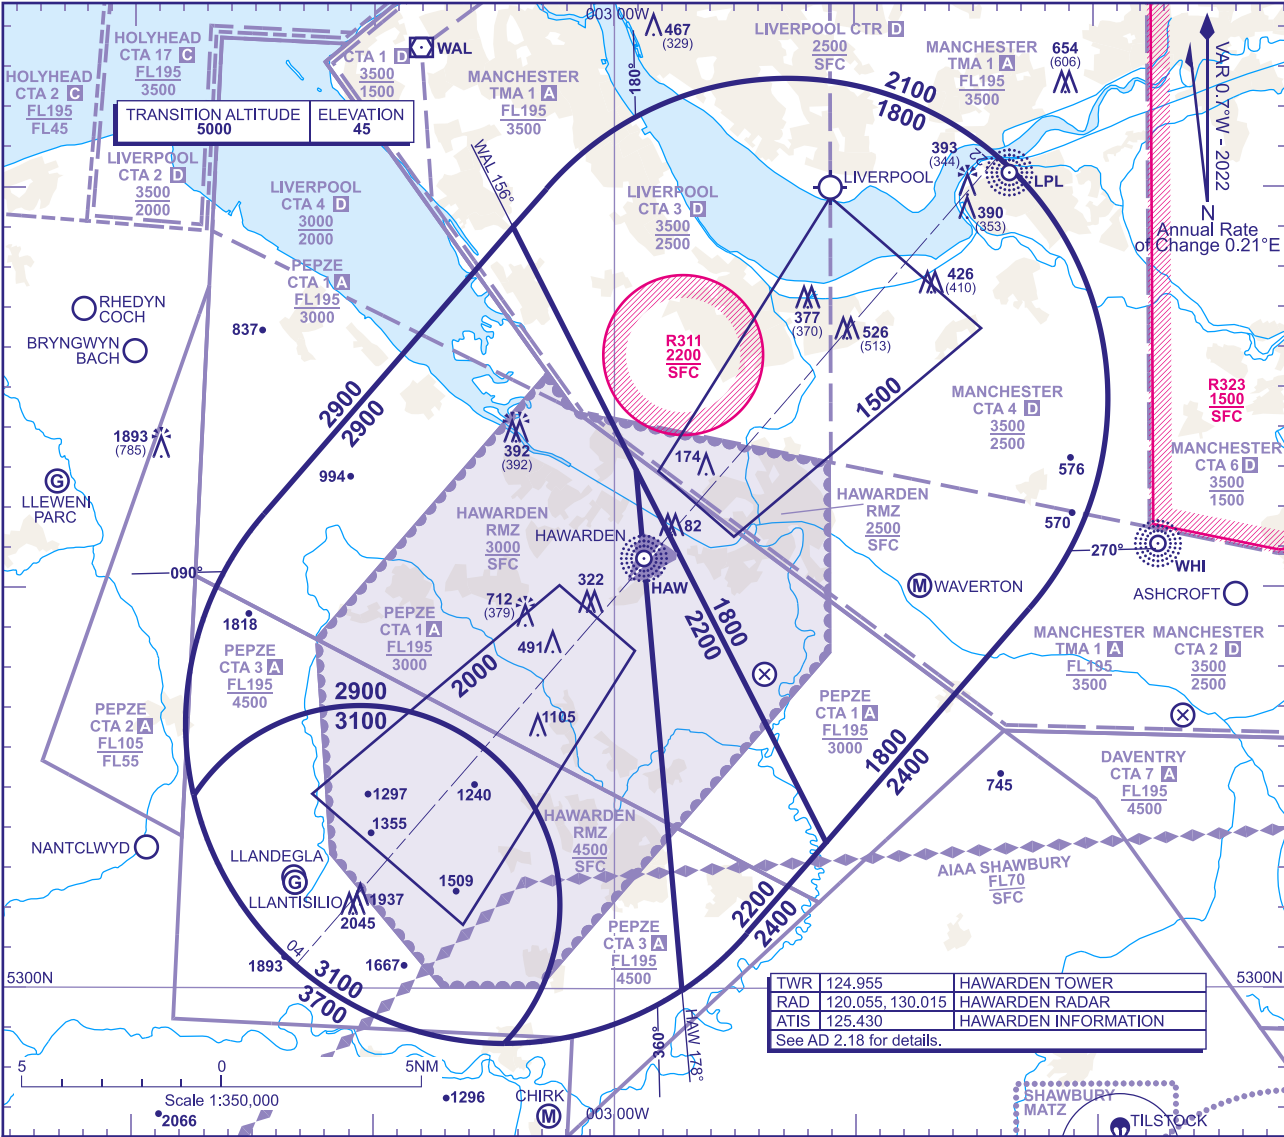 003 00W
467
(329)
180°
WAL
HOLYHEAD
CTA 17 C
FL195
3500
HOLYHEAD
CTA 2 C
FL195
FL45
CTA 1 D
3500
1500
MANCHESTER
TMA 1 A
FL195
3500
LIVERPOOL CTR D
2500
SFC
MANCHESTER
TMA 1 A
FL195
3500
654
(606)
VAR 0.7°W - 2022
N
Annual Rate
of Change 0.21°E
TRANSITION ALTITUDE
5000
ELEVATION
45
2100
1800
LIVERPOOL
CTA 2 D
3500
2000
WAL 156°
LIVERPOOL
CTA 4 D
3000
2000
LIVERPOOL
CTA 3 D
3500
2500
LIVERPOOL
393
(344)
22
LPL
390
(353)
PEPZE
CTA 1 A
FL195
3000
RHEDYN
COCH
BRYNGWYN
BACH
837
426
(410)
377
(370)
526
(513)
R311
2200
SFC
1500
MANCHESTER
CTA 4 D
3500
2500
R323
1500
SFC
2900
2900
1893
(785)
392
(392)
174
994
576
MANCHESTER
CTA 6 D
3500
1500
G
LLEWENI
PARC
HAWARDEN
RMZ
3000
SFC
HAWARDEN
RMZ
2500
SFC
82
HAWARDEN
570
270°
WHI
090°
HAW
322
712
(379)
491
M
WAVERTON
ASHCROFT
1818
PEPZE
CTA 1 A
FL195
3000
1800
2200
MANCHESTER
TMA 1 A
FL195
3500
MANCHESTER
CTA 2 D
3500
2500
PEPZE
CTA 3 A
FL195
4500
2000
2900
3100
PEPZE
CTA 2 A
FL105
FL55
1105
PEPZE
CTA 1 A
FL195
3000
1800
2400
745
DAVENTRY
CTA 7 A
FL195
4500
1297
1240
1355
HAWARDEN
RMZ
4500
SFC
NANTCLWYD
LLANDEGLA
G
LLANTISILIO
1937
2045
1509
AIAA SHAWBURY
FL70
SFC
2200
2400
PEPZE
CTA 3 A
FL195
4500
04
1893
1667
3100
3700
5300N
5300N
TWR 124.955 HAWARDEN TOWER
RAD 120.055, 130.015 HAWARDEN RADAR
ATIS 125.430 HAWARDEN INFORMATION
See AD 2.18 for details.
360°
HAW 178°
5 0 5NM
Scale 1:350,000
2066
1296
CHIRK
M
003 00W
SHAWBURY
MATZ
TILSTOCK